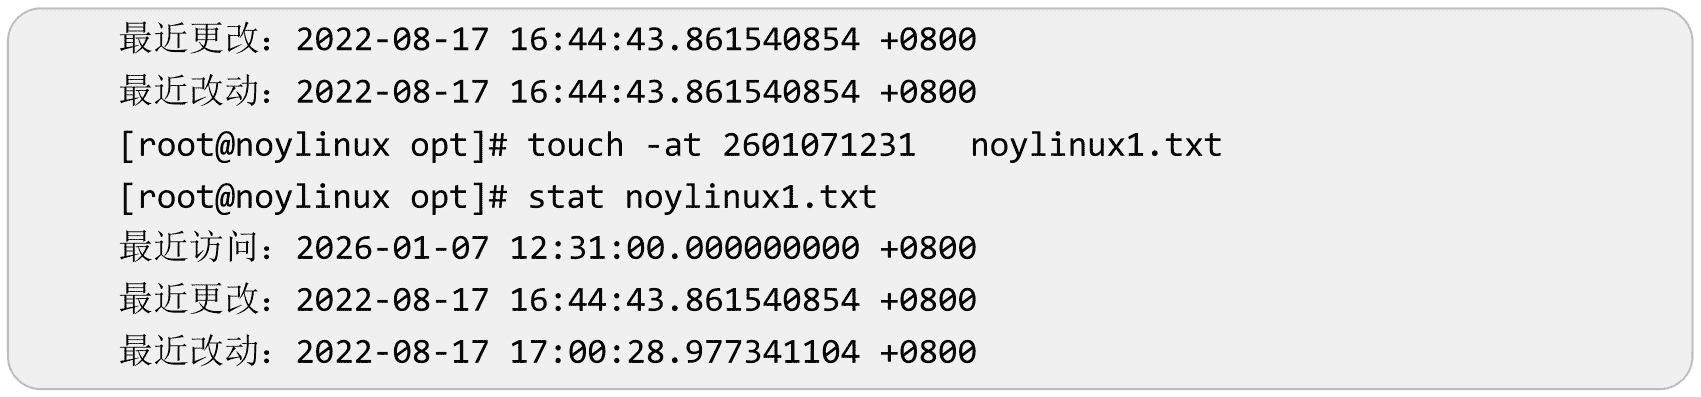 最近更改：2022-08-17 16:44:43.861540854 +0800
最近改动：2022-08-17 16:44:43.861540854 +0800
[root@noylinux opt]# touch -at 2601071231   noylinux1.txt
[root@noylinux opt]# stat noylinux1.txt
最近访问：2026-01-07 12:31:00.000000000 +0800
最近更改：2022-08-17 16:44:43.861540854 +0800
最近改动：2022-08-17 17:00:28.977341104 +0800